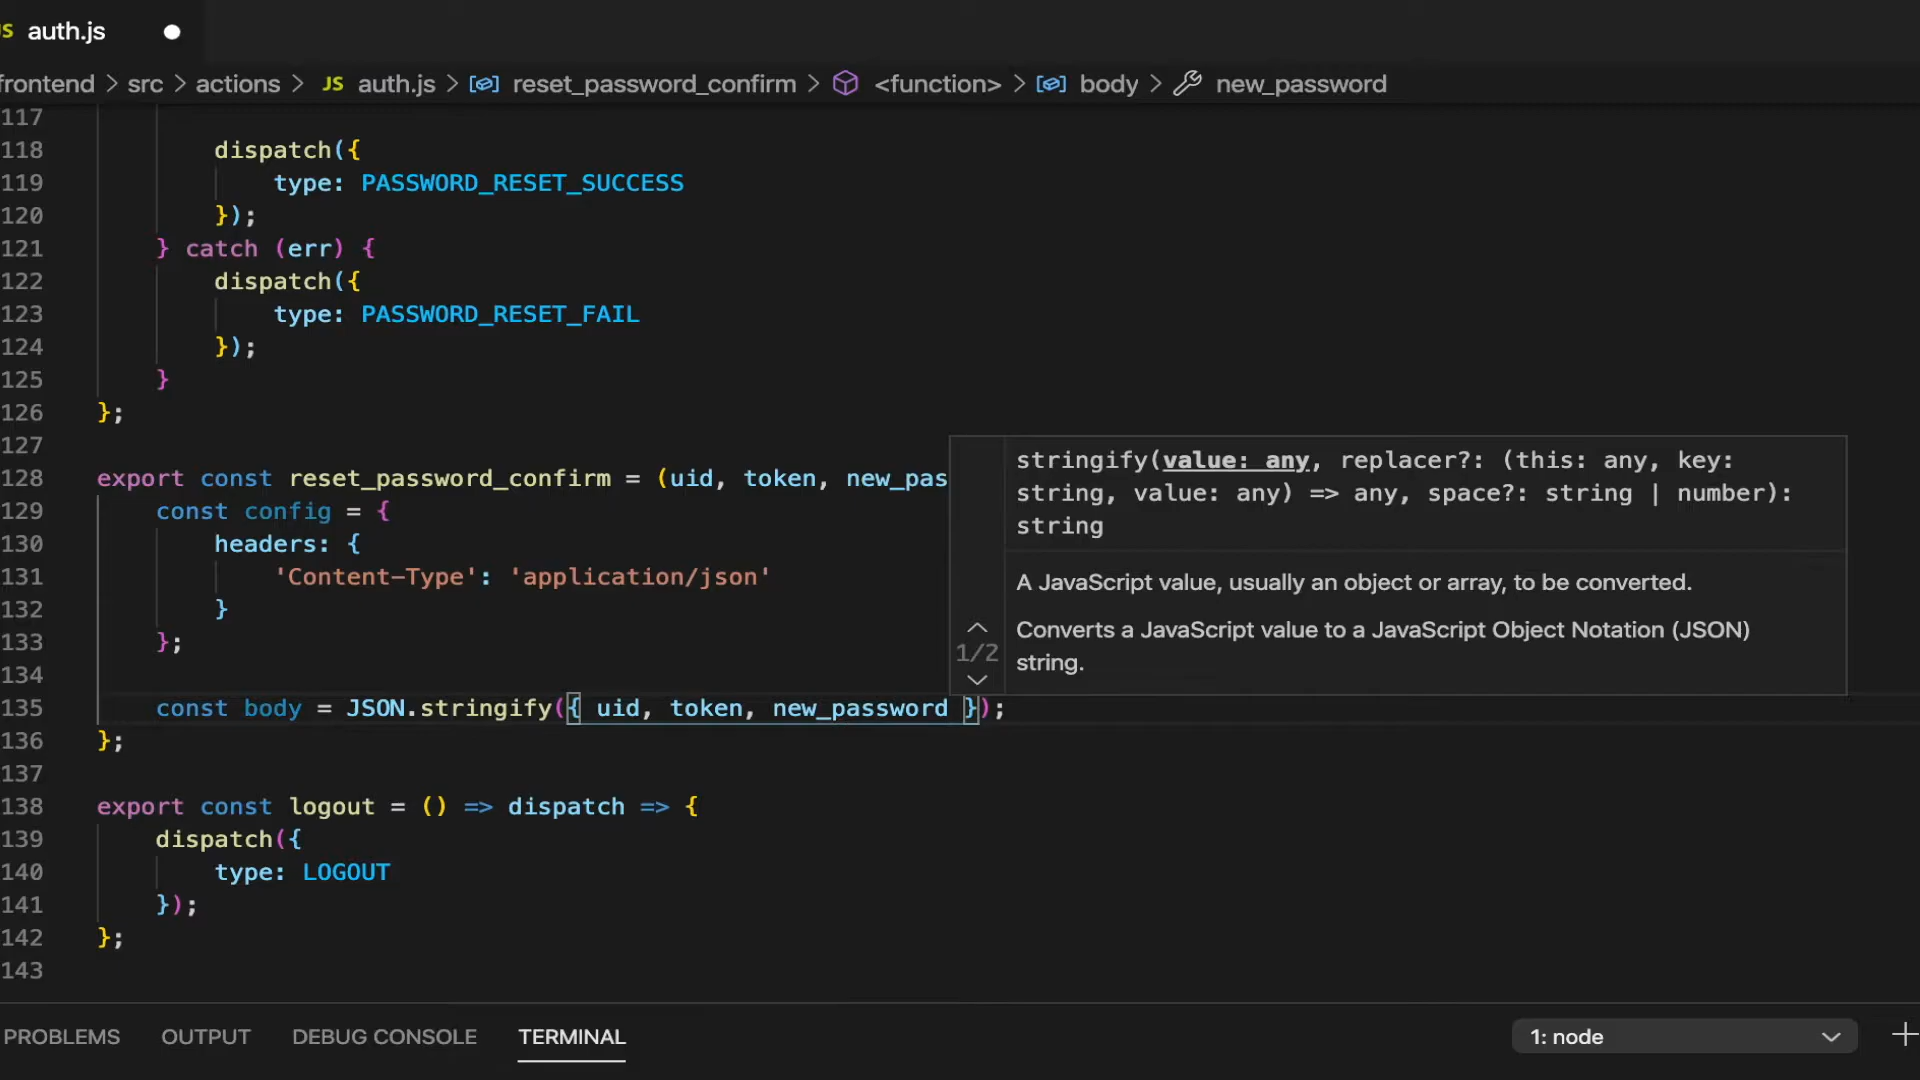 JS auth.js
frontend > src > actions > JS auth.js > reset_password_confirm > <function> > body > new_password
117
118 dispatch({
119 type: PASSWORD_RESET_SUCCESS
120 });
121 } catch (err) {
122 dispatch({
123 type: PASSWORD_RESET_FAIL
124 });
125 }
126 };
127
128 export const reset_password_confirm = (uid, token, new_pas
129 const config = {
130 headers: {
131 'Content-Type': 'application/json'
132 }
133 };
134
135 const body = JSON.stringify({ uid, token, new_password });
136 };
137
138 export const logout = () => dispatch => {
139 dispatch({
140 type: LOGOUT
141 });
142 };
143
stringify(value: any, replacer?: (this: any, key:
string, value: any) => any, space?: string | number):
string
A JavaScript value, usually an object or array, to be converted.
1/2
Converts a JavaScript value to a JavaScript Object Notation (JSON)
string.
PROBLEMS OUTPUT DEBUG CONSOLE TERMINAL 1: node